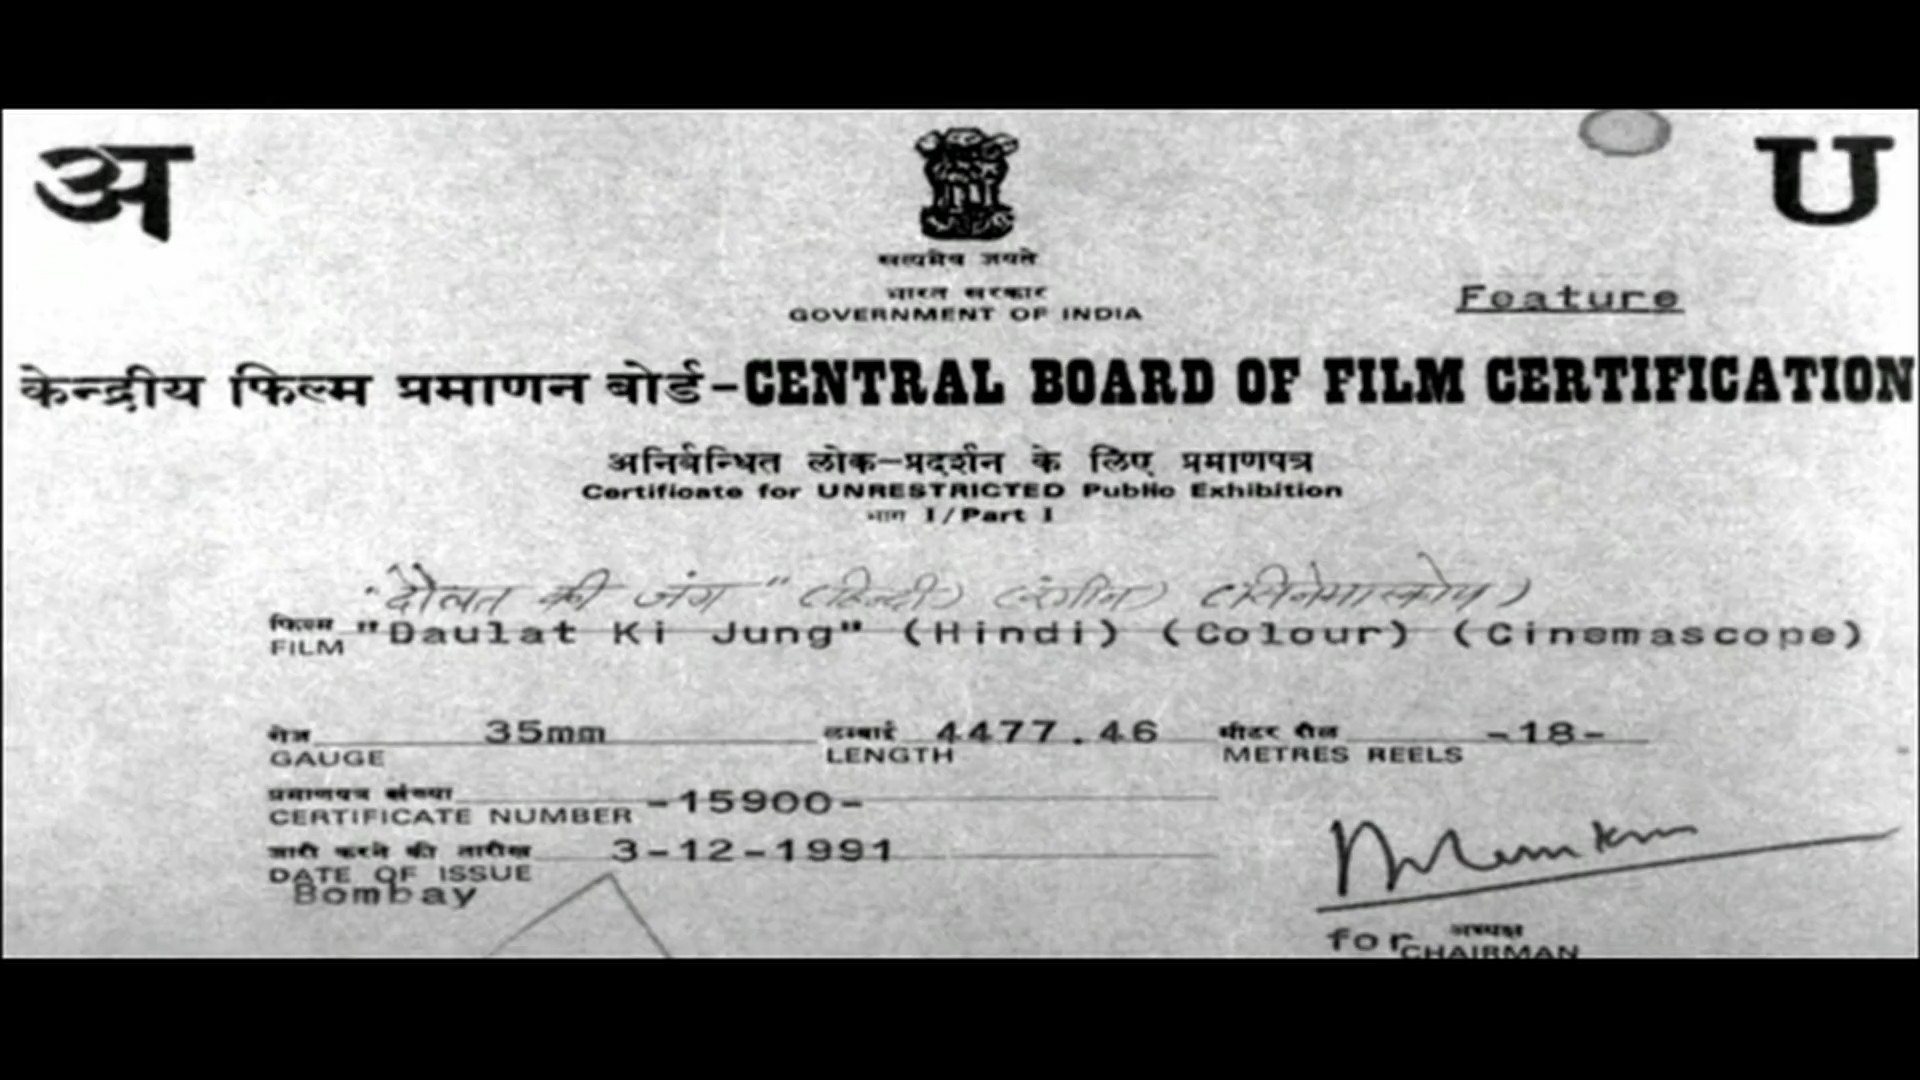 अ
U
सत्यमेव जयते
भारत सरकार
GOVERNMENT OF INDIA
Feature
केन्द्रीय फिल्म प्रमाणन बोर्ड-CENTRAL BOARD OF FILM CERTIFICATION
अनिर्बन्धित लोक-प्रदर्शन के लिए प्रमाणपत्र
Certificate for UNRESTRICTED Public Exhibition
भाग I/Part I
"दौलत की जंग" (हिन्दी) (रंगीन) (सिनेमास्कोप)
फिल्म "Daulat Ki Jung" (Hindi) (Colour) (Cinemascope)
FILM
गेज 35mm लम्बाई 4477.46 मीटर रील -18-
GAUGE LENGTH METRES REELS
प्रमाणपत्र संख्या -15900-
CERTIFICATE NUMBER
जारी करने की तारीख 3-12-1991
DATE OF ISSUE
Bombay
for अध्यक्ष
CHAIRMAN